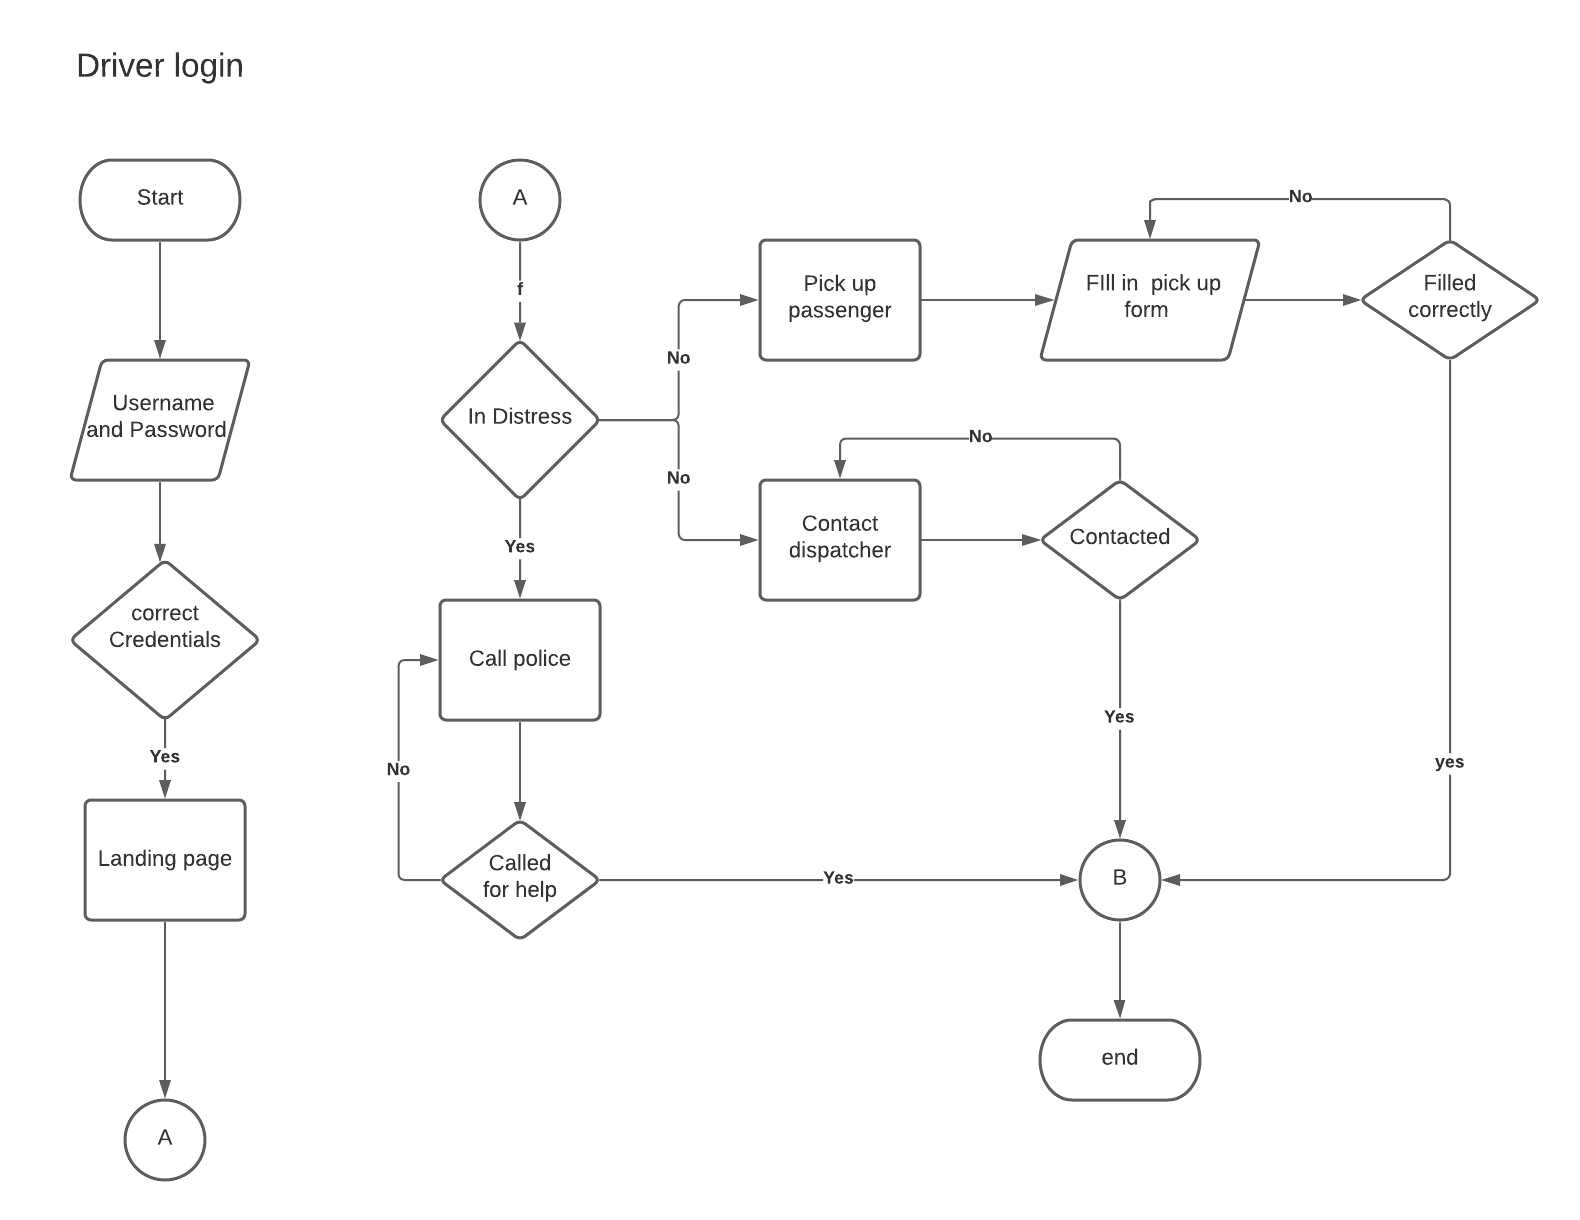 Driver login
Start
Username
and Password
correct
Credentials
Yes
Landing page
A
A
f
In Distress
No
No
Yes
Call police
No
Called
for help
Yes
Pick up
passenger
FIll in  pick up
form
No
Filled
correctly
yes
Contact
dispatcher
No
Contacted
Yes
B
end